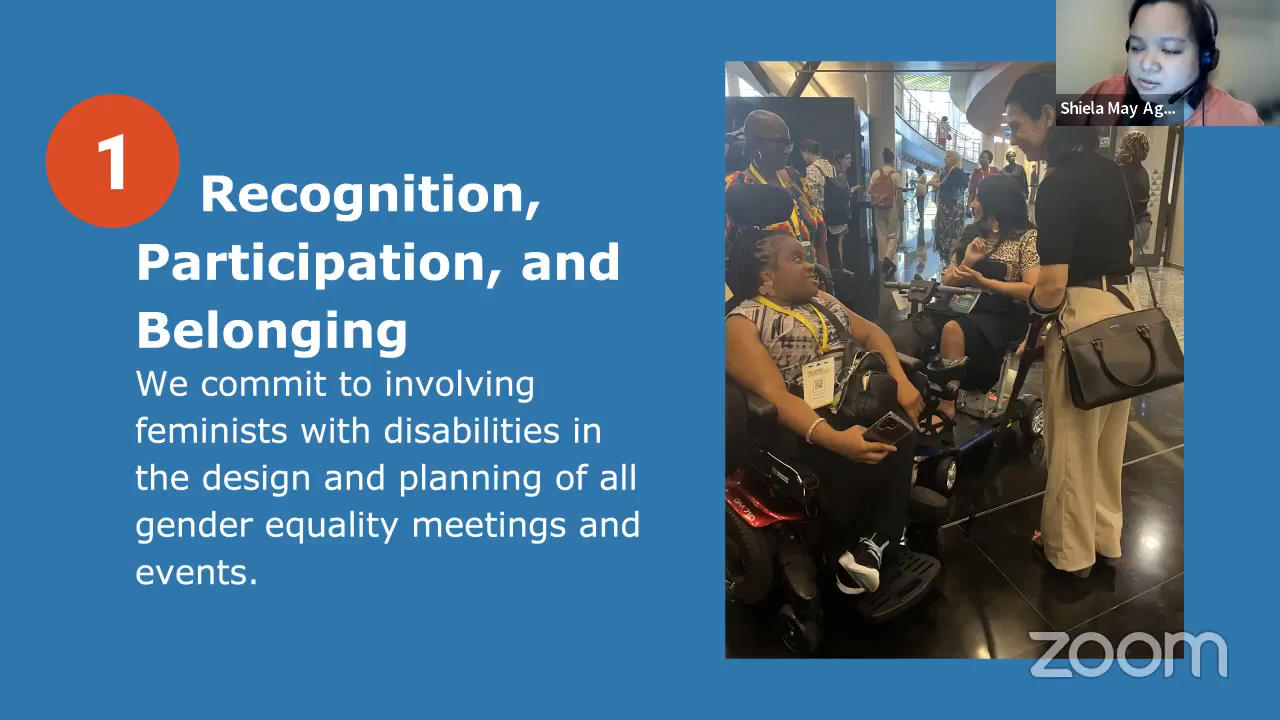 1
Recognition,
Participation, and
Belonging
We commit to involving
feminists with disabilities in
the design and planning of all
gender equality meetings and
events.
Shiela May Ag...
zoom